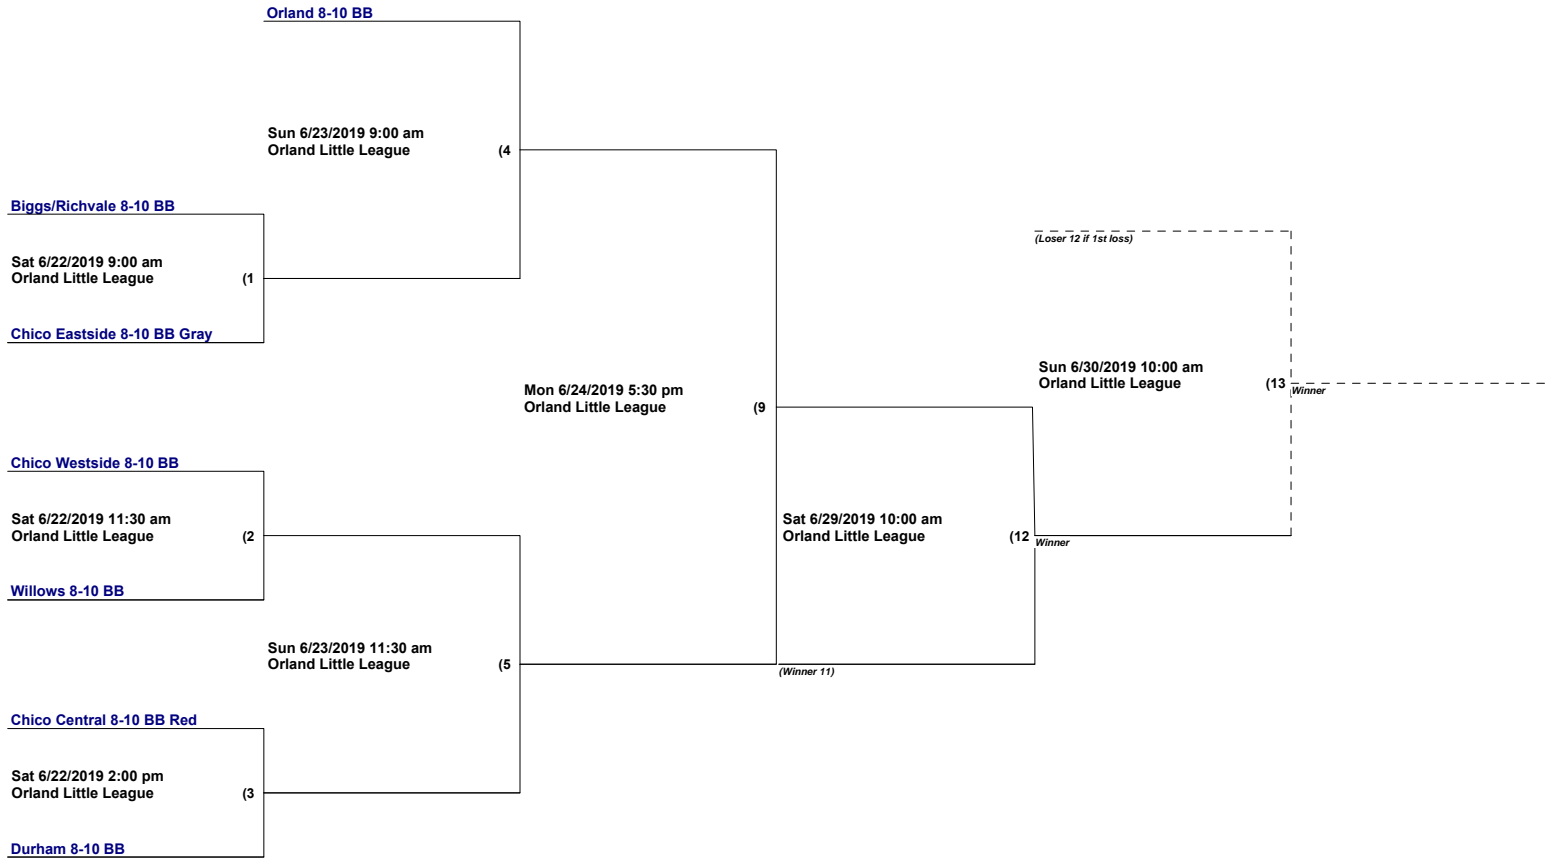 Orland 8-10 BB
Sun 6/23/2019 9:00 am
Orland Little League (4
Biggs/Richvale 8-10 BB
Sat 6/22/2019 9:00 am
Orland Little League (1
Chico Eastside 8-10 BB Gray
(Loser 12 if 1st loss)
Sun 6/30/2019 10:00 am
Orland Little League (13
Winner
Mon 6/24/2019 5:30 pm
Orland Little League (9
Chico Westside 8-10 BB
Sat 6/22/2019 11:30 am
Orland Little League (2
Sat 6/29/2019 10:00 am
Orland Little League (12
Winner
Willows 8-10 BB
Sun 6/23/2019 11:30 am
Orland Little League (5
(Winner 11)
Chico Central 8-10 BB Red
Sat 6/22/2019 2:00 pm
Orland Little League (3
Durham 8-10 BB